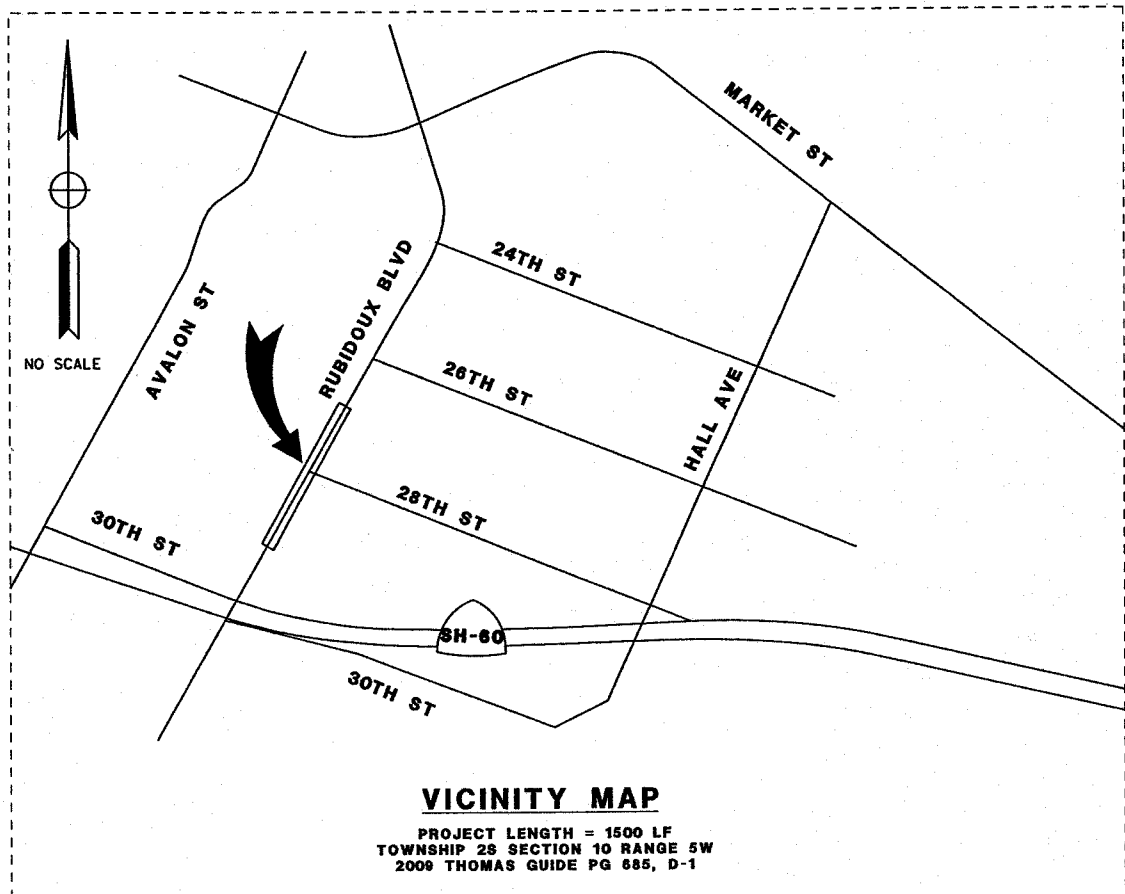 MARKET ST
24TH ST
RUBIDOUX BLVD
AVALON ST
NO SCALE
26TH ST
HALL AVE
28TH ST
30TH ST
SH-60
30TH ST
VICINITY MAP
PROJECT LENGTH = 1500 LF
TOWNSHIP 2S SECTION 10 RANGE 5W
2009 THOMAS GUIDE PG 685, D-1